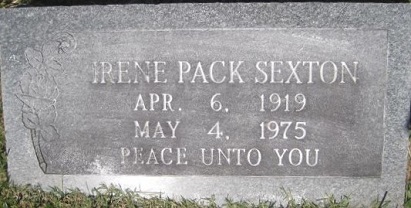 IRENE PACK SEXTON
APR. 6, 1919
MAY 4, 1975
PEACE UNTO YOU